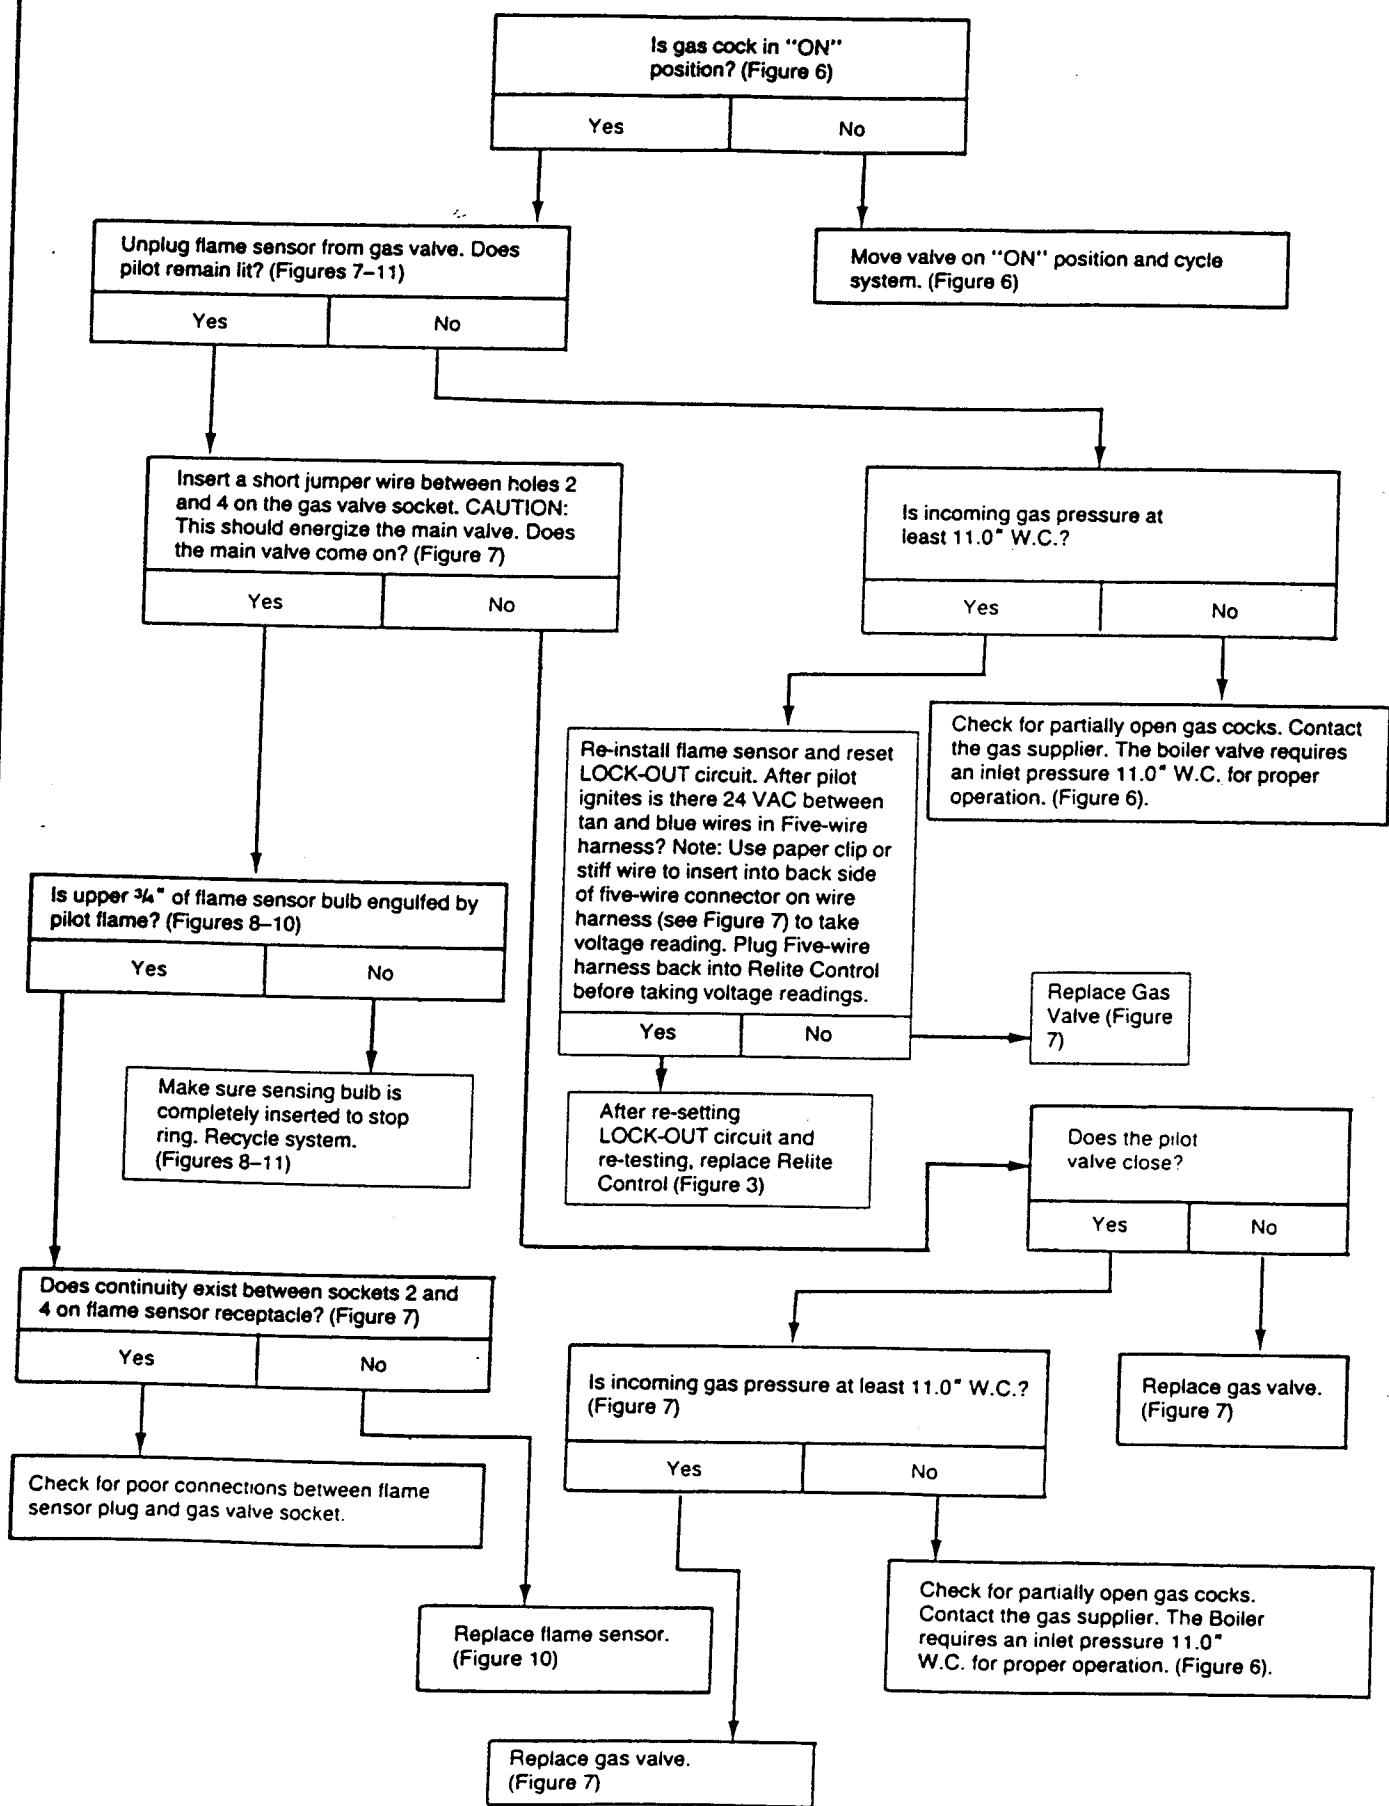 Is gas cock in "ON"
position? (Figure 6)
Yes
No
Unplug flame sensor from gas valve. Does
pilot remain lit? (Figures 7–11)
Yes
No
Move valve on "ON" position and cycle
system. (Figure 6)
Insert a short jumper wire between holes 2
and 4 on the gas valve socket. CAUTION:
This should energize the main valve. Does
the main valve come on? (Figure 7)
Yes
No
Is incoming gas pressure at
least 11.0" W.C.?
Yes
No
Re-install flame sensor and reset
LOCK-OUT circuit. After pilot
ignites is there 24 VAC between
tan and blue wires in Five-wire
harness? Note: Use paper clip or
stiff wire to insert into back side
of five-wire connector on wire
harness (see Figure 7) to take
voltage reading. Plug Five-wire
harness back into Relite Control
before taking voltage readings.
Yes
No
Check for partially open gas cocks. Contact
the gas supplier. The boiler valve requires
an inlet pressure 11.0" W.C. for proper
operation. (Figure 6).
Is upper 3/4" of flame sensor bulb engulfed by
pilot flame? (Figures 8–10)
Yes
No
Replace Gas
Valve (Figure
7)
Make sure sensing bulb is
completely inserted to stop
ring. Recycle system.
(Figures 8–11)
After re-setting
LOCK-OUT circuit and
re-testing, replace Relite
Control (Figure 3)
Does the pilot
valve close?
Yes
No
Does continuity exist between sockets 2 and
4 on flame sensor receptacle? (Figure 7)
Yes
No
Is incoming gas pressure at least 11.0" W.C.?
(Figure 7)
Yes
No
Replace gas valve.
(Figure 7)
Check for poor connections between flame
sensor plug and gas valve socket.
Replace flame sensor.
(Figure 10)
Check for partially open gas cocks.
Contact the gas supplier. The Boiler
requires an inlet pressure 11.0"
W.C. for proper operation. (Figure 6).
Replace gas valve.
(Figure 7)